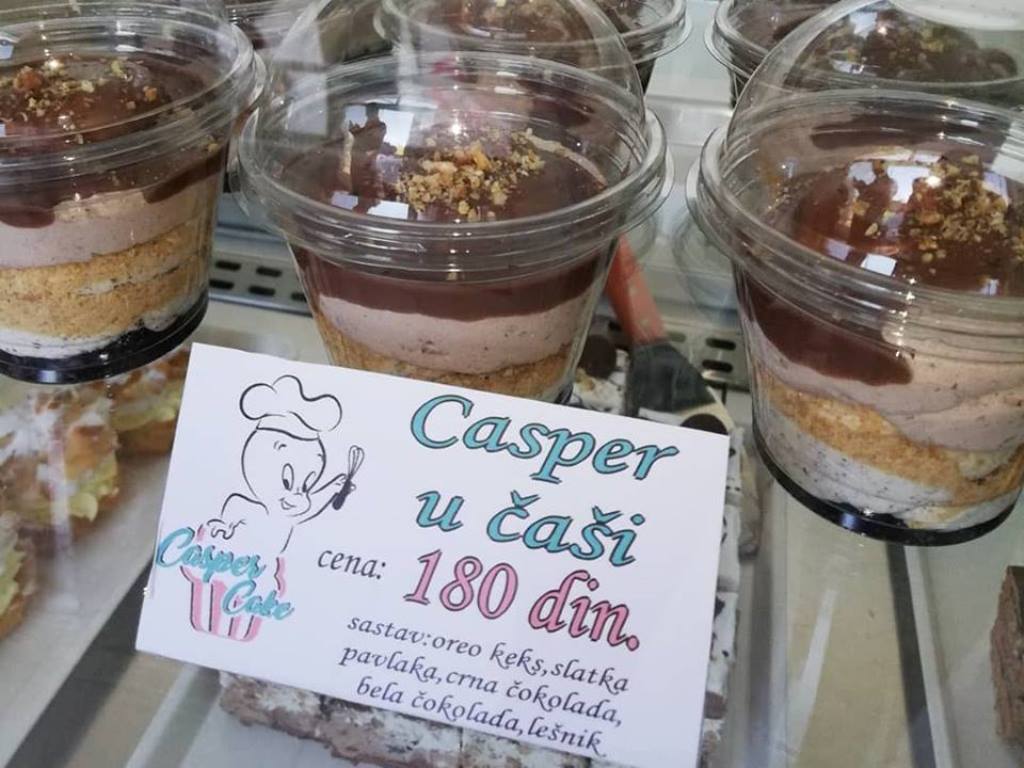 Casper
u čaši
cena: 180 din.
Casper
Cake
sastav:oreo keks,slatka
pavlaka,crna čokolada,
bela čokolada,lešnik